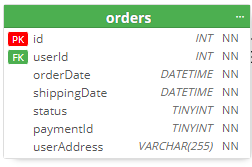 orders ...
PK id INT NN
FK userId INT NN
orderDate DATETIME NN
shippingDate DATETIME NN
status TINYINT NN
paymentId TINYINT NN
userAddress VARCHAR(255) NN